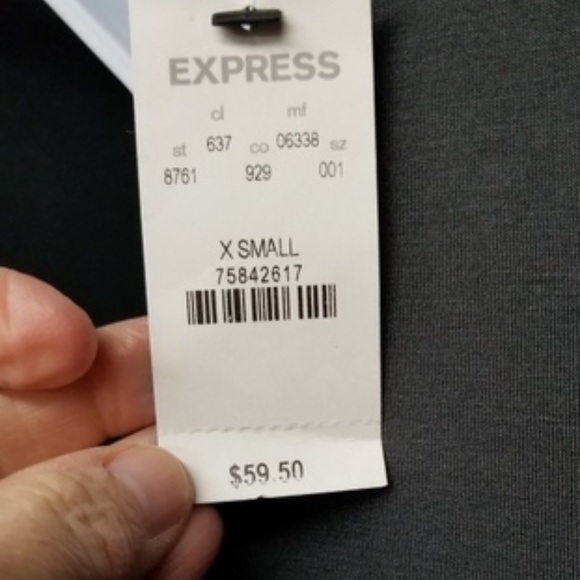 EXPRESS
cl mf
st 637 co 06338 sz
8761 929 001
X SMALL
75842617
$59.50